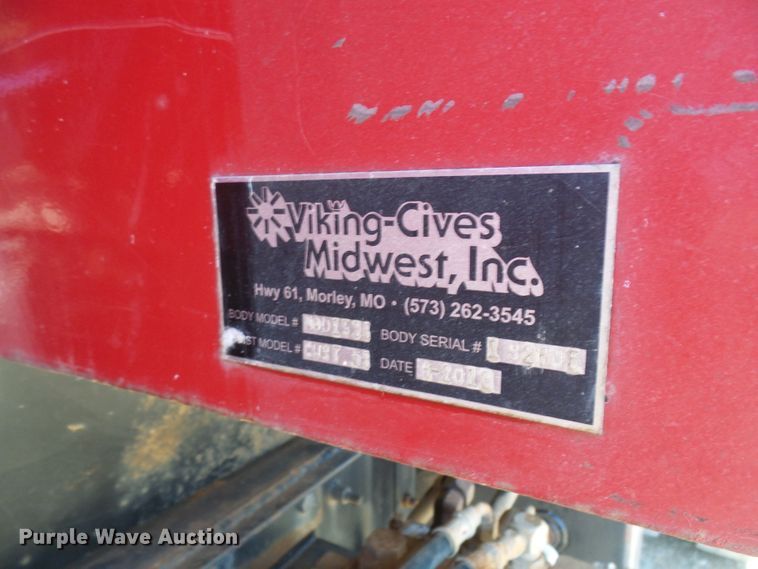 Viking-Cives
Midwest, Inc.
Hwy 61, Morley, MO • (573) 262-3545
BODY MODEL #
BODY SERIAL #
MODEL #
DATE
Purple Wave Auction